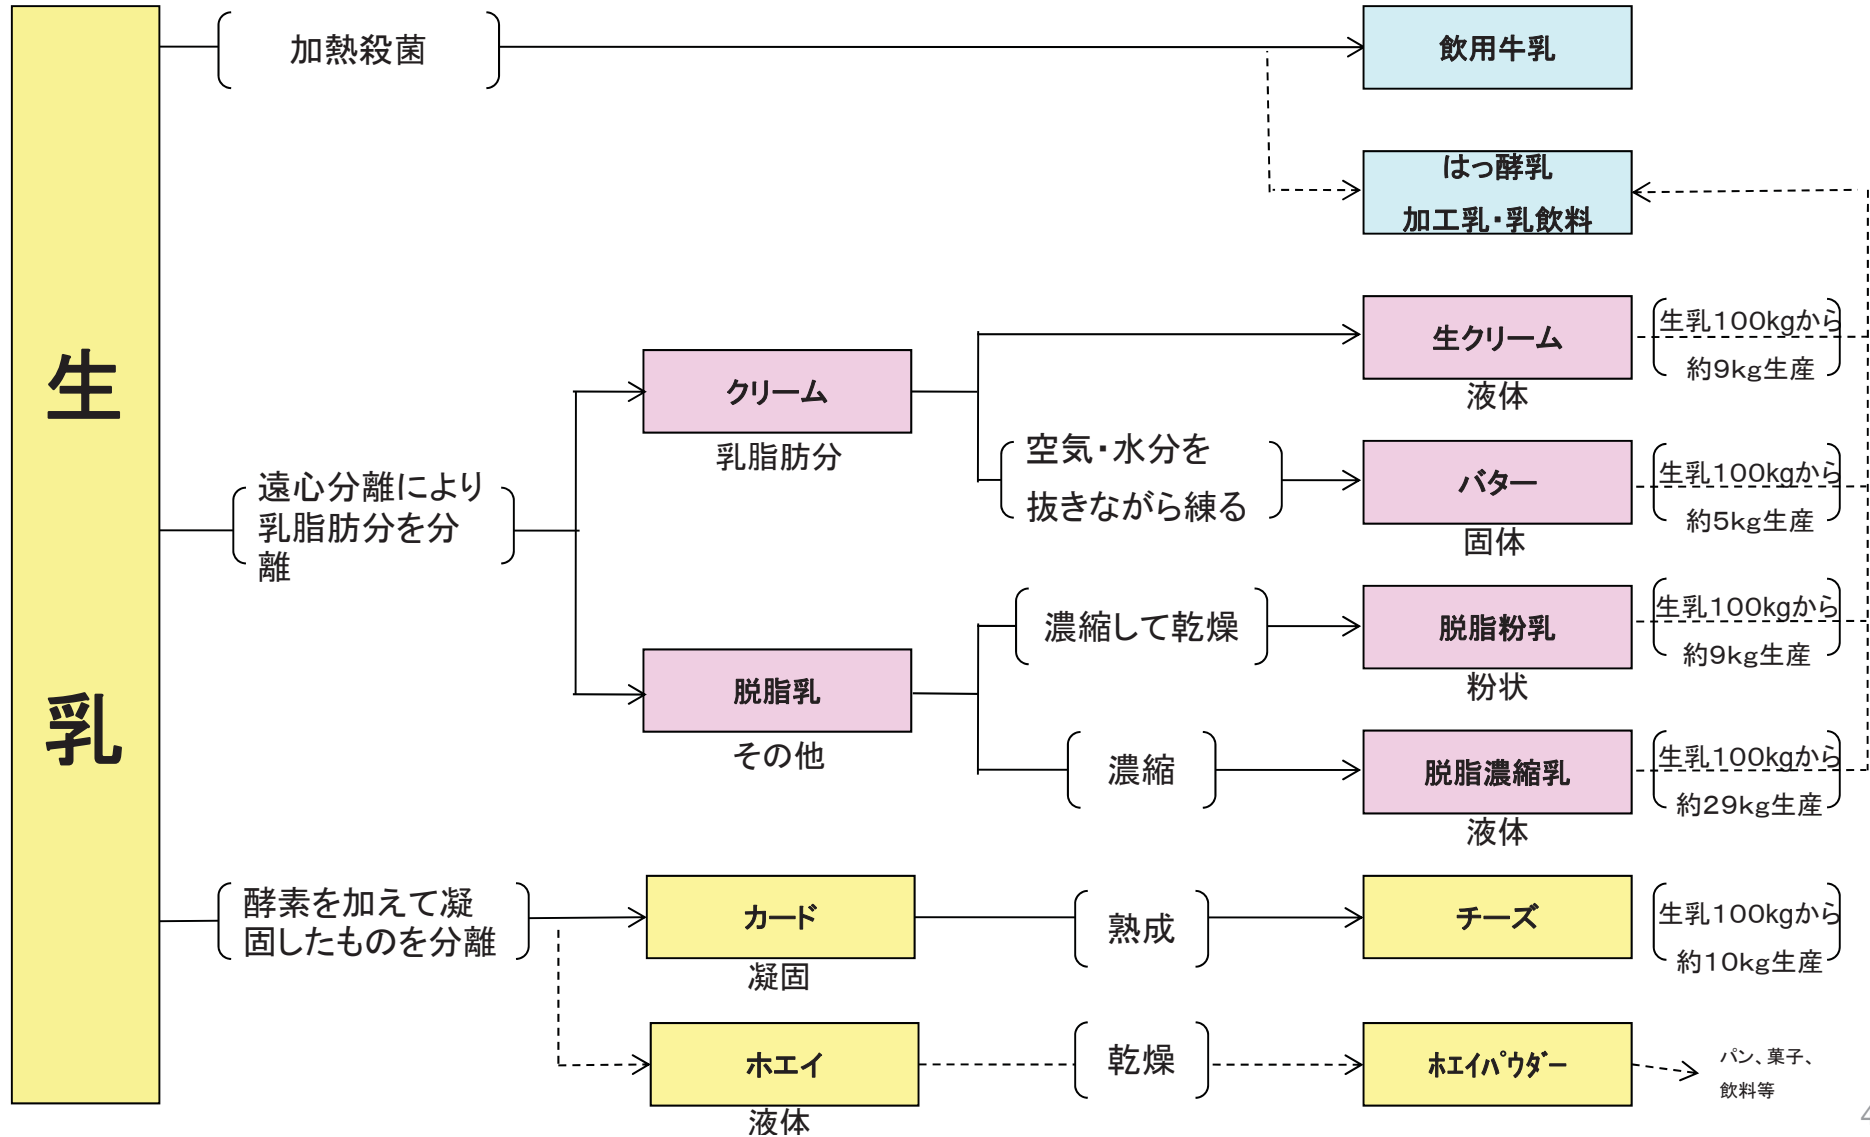 生
乳
加熱殺菌
飲用牛乳
はっ酵乳
加工乳・乳飲料
遠心分離により
乳脂肪分を分
離
クリーム
乳脂肪分
生クリーム
液体
生乳100kgから
約9kg生産
空気・水分を
抜きながら練る
バター
固体
生乳100kgから
約5kg生産
脱脂乳
その他
濃縮して乾燥
脱脂粉乳
粉状
生乳100kgから
約9kg生産
濃縮
脱脂濃縮乳
液体
生乳100kgから
約29kg生産
酵素を加えて凝
固したものを分離
カード
凝固
熟成
チーズ
生乳100kgから
約10kg生産
ホエイ
液体
乾燥
ホエイパウダー
パン、菓子、
飲料等
4